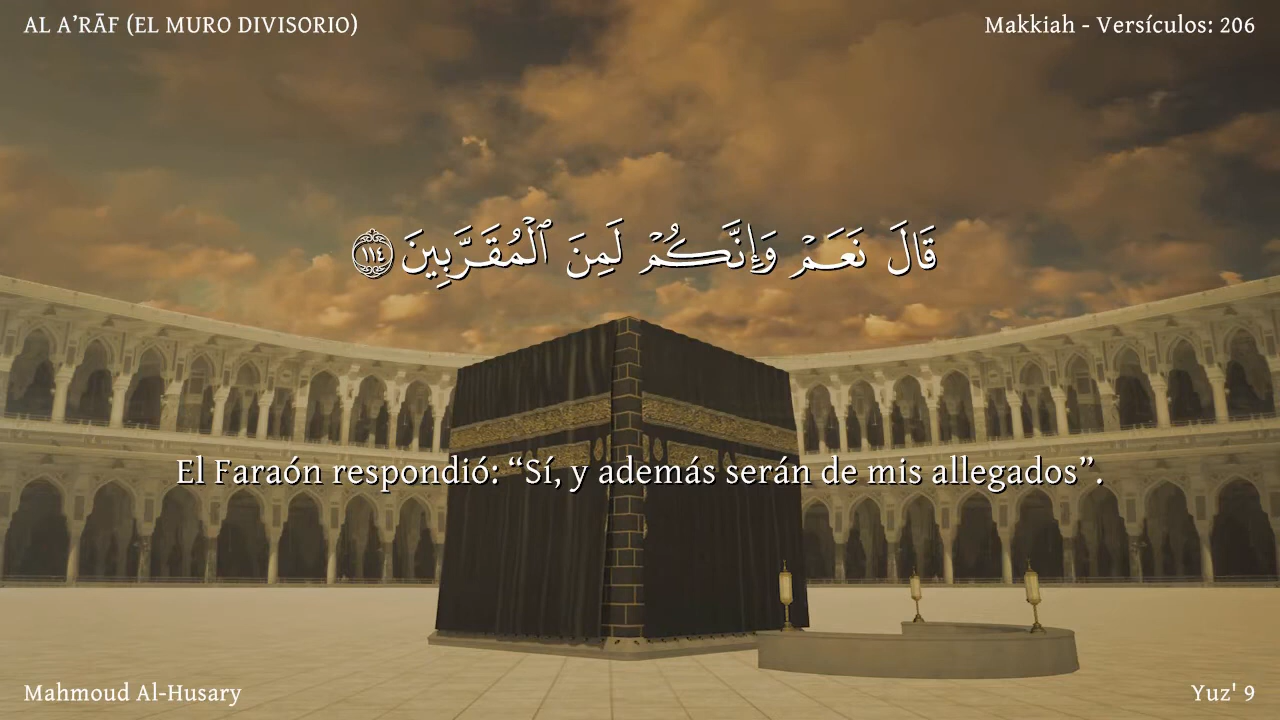 AL A’RĀF (EL MURO DIVISORIO)
Makkiah - Versículos: 206
قَالَ نَعَمْ وَإِنَّكُمْ لَمِنَ ٱلْمُقَرَّبِينَ ١١٤
El Faraón respondió: “Sí, y además serán de mis allegados”.
Mahmoud Al-Husary
Yuz' 9